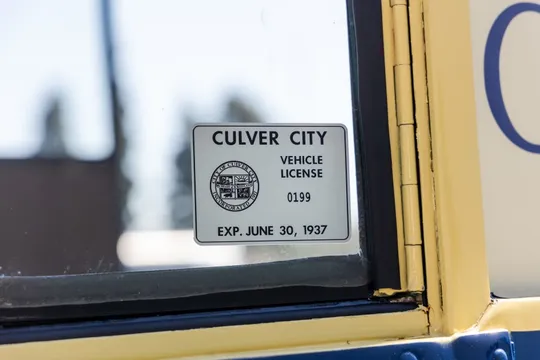 CULVER CITY
VEHICLE
LICENSE
0199
EXP. JUNE 30, 1937